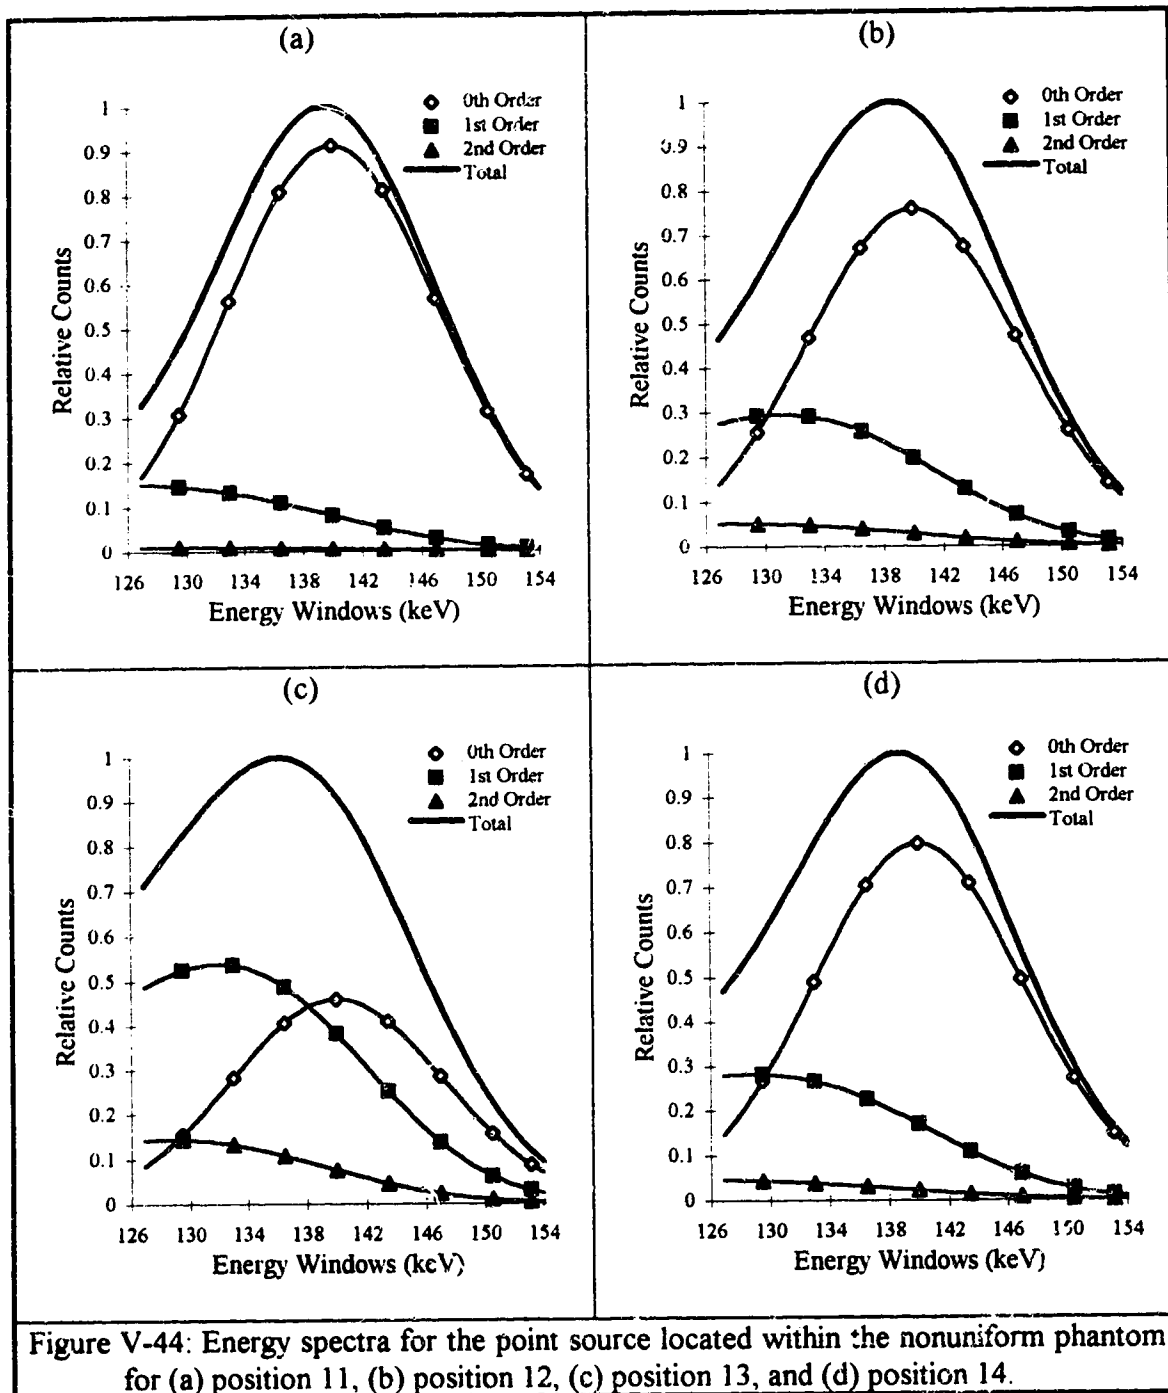 (a)
0th Order
1st Order
2nd Order
Total
1
0.9
0.8
0.7
0.6
0.5
0.4
0.3
0.2
0.1
0
Relative Counts
126 130 134 138 142 146 150 154
Energy Windows (keV)
(b)
0th Order
1st Order
2nd Order
Total
1
0.9
0.8
0.7
0.6
0.5
0.4
0.3
0.2
0.1
0
Relative Counts
126 130 134 138 142 146 150 154
Energy Windows (keV)
(c)
0th Order
1st Order
2nd Order
Total
1
0.9
0.8
0.7
0.6
0.5
0.4
0.3
0.2
0.1
0
Relative Counts
126 130 134 138 142 146 150 154
Energy Windows (keV)
(d)
0th Order
1st Order
2nd Order
Total
1
0.9
0.8
0.7
0.6
0.5
0.4
0.3
0.2
0.1
0
Relative Counts
126 130 134 138 142 146 150 154
Energy Windows (keV)
Figure V-44: Energy spectra for the point source located within the nonuniform phantom
for (a) position 11, (b) position 12, (c) position 13, and (d) position 14.